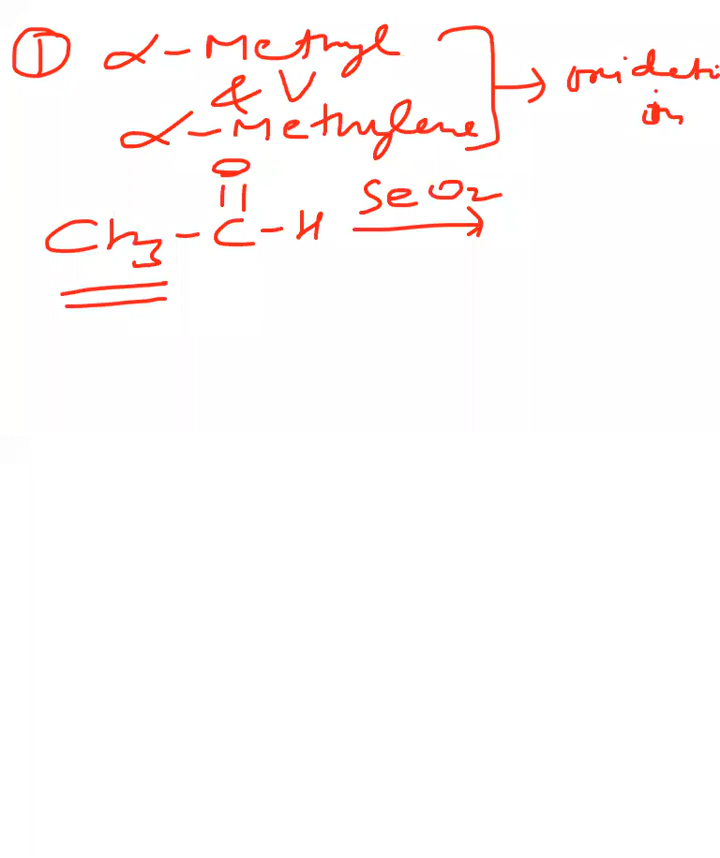 ① α-Methyl
& V
α-Methylene] → oxidation
O
||
CH3-C-H SeO2 →